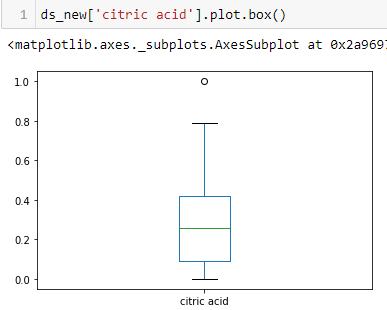 1 ds_new['citric acid'].plot.box()
<matplotlib.axes._subplots.AxesSubplot at 0x2a969
1.0
0.8
0.6
0.4
0.2
0.0
citric acid